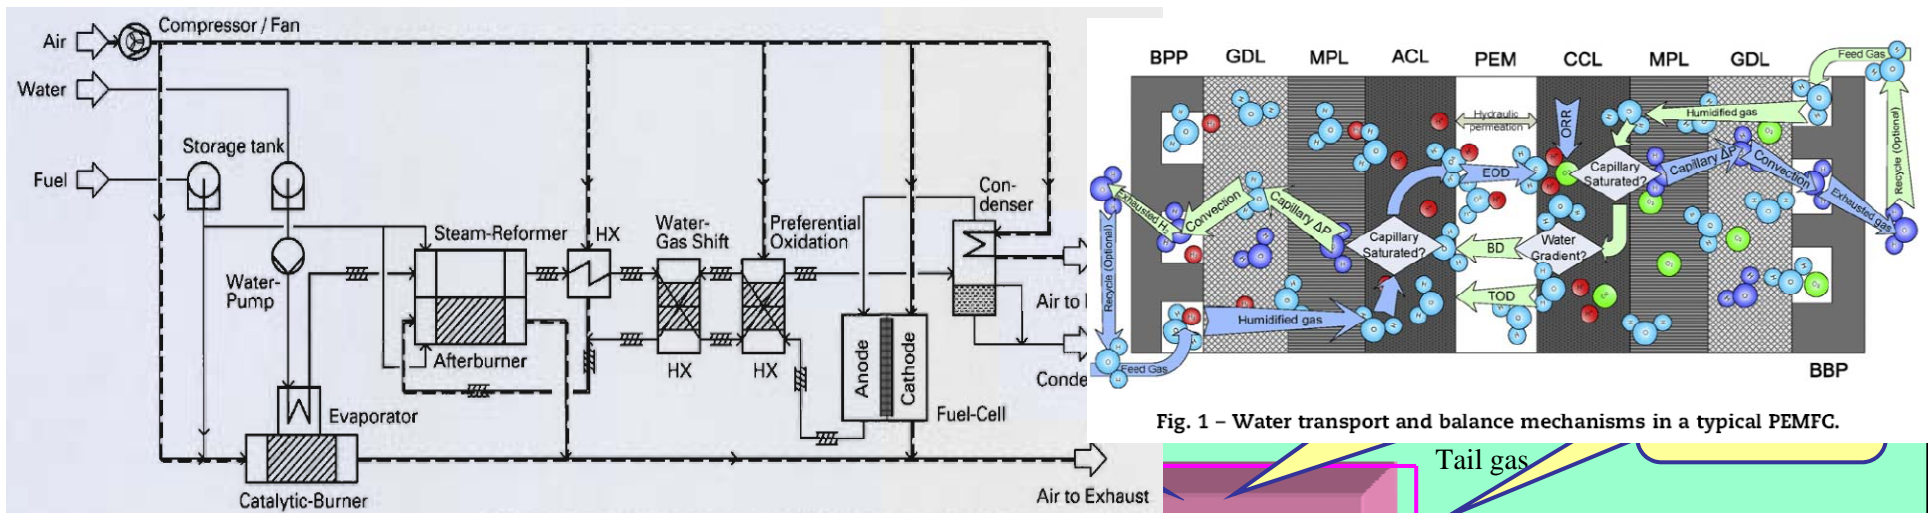 Compressor / Fan
Air
Water
Storage tank
Fuel
Con-
denser
Water-
Gas Shift
Preferential
Oxidation
Steam-Reformer
HX
Water-
Pump
Air to
Afterburner
HX
HX
Anode
Cathode
Evaporator
Fuel-Cell
Catalytic-Burner
Air to Exhaust
BPP
GDL
MPL
ACL
PEM
CCL
MPL
GDL
Feed Gas
Hydraulic
permeation
ORR
Humidified gas
Recycle (Optional)
EOD
Capillary
Saturated?
Capillary ΔP
Convection
Exhausted gas
Exhausted H₂
Convection
Capillary ΔP
Capillary
Saturated?
BD
Water
Gradient?
Recycle (Optional)
TOD
Humidified gas
Feed Gas
BBP
Fig. 1 – Water transport and balance mechanisms in a typical PEMFC.
Tail gas